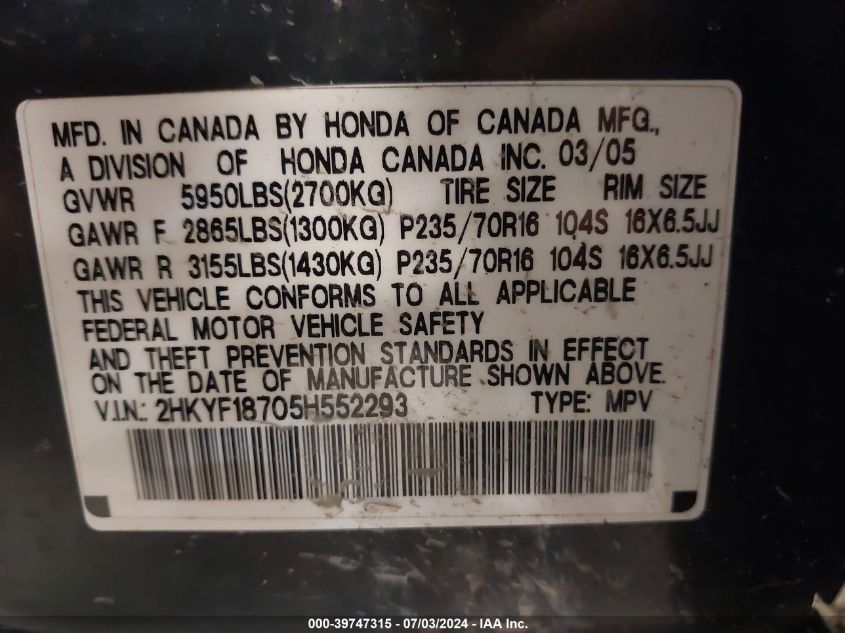 MFD. IN CANADA BY HONDA OF CANADA MFG.,
A DIVISION OF HONDA CANADA INC. 03/05
GVWR 5950LBS(2700KG) TIRE SIZE RIM SIZE
GAWR F 2865LBS(1300KG) P235/70R16 104S 16X6.5JJ
GAWR R 3155LBS(1430KG) P235/70R16 104S 16X6.5JJ
THIS VEHICLE CONFORMS TO ALL APPLICABLE
FEDERAL MOTOR VEHICLE SAFETY
AND THEFT PREVENTION STANDARDS IN EFFECT
ON THE DATE OF MANUFACTURE SHOWN ABOVE.
V.I.N.: 2HKYF18705H552293 TYPE: MPV
000-39747315 - 07/03/2024 - IAA Inc.